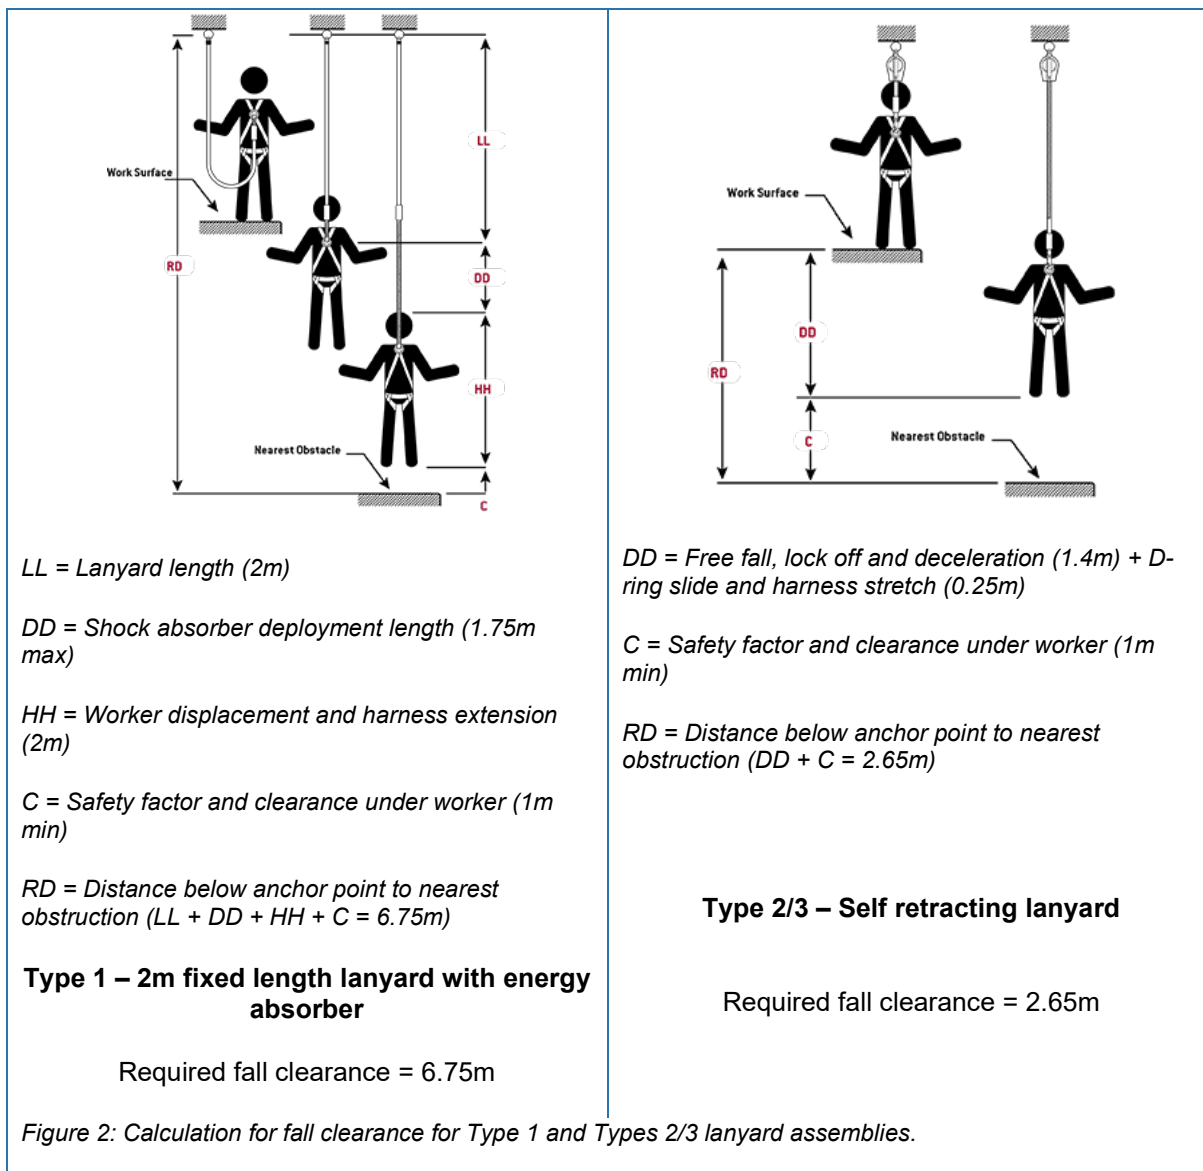 LL
Work Surface
RD
DD
HH
Nearest Obstacle
C
LL = Lanyard length (2m)
DD = Shock absorber deployment length (1.75m
max)
HH = Worker displacement and harness extension
(2m)
C = Safety factor and clearance under worker (1m
min)
RD = Distance below anchor point to nearest
obstruction (LL + DD + HH + C = 6.75m)
Type 1 – 2m fixed length lanyard with energy
absorber
Required fall clearance = 6.75m
Work Surface
DD
RD
C
Nearest Obstacle
DD = Free fall, lock off and deceleration (1.4m) + D-
ring slide and harness stretch (0.25m)
C = Safety factor and clearance under worker (1m
min)
RD = Distance below anchor point to nearest
obstruction (DD + C = 2.65m)
Type 2/3 – Self retracting lanyard
Required fall clearance = 2.65m
Figure 2: Calculation for fall clearance for Type 1 and Types 2/3 lanyard assemblies.